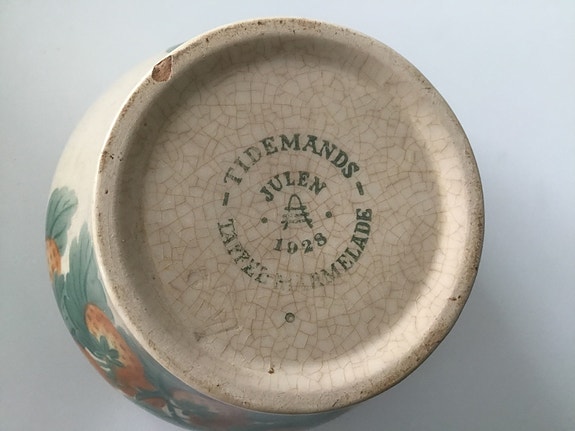 TIDEMANDS
JULEN
1928
TAFFEL MARMELADE